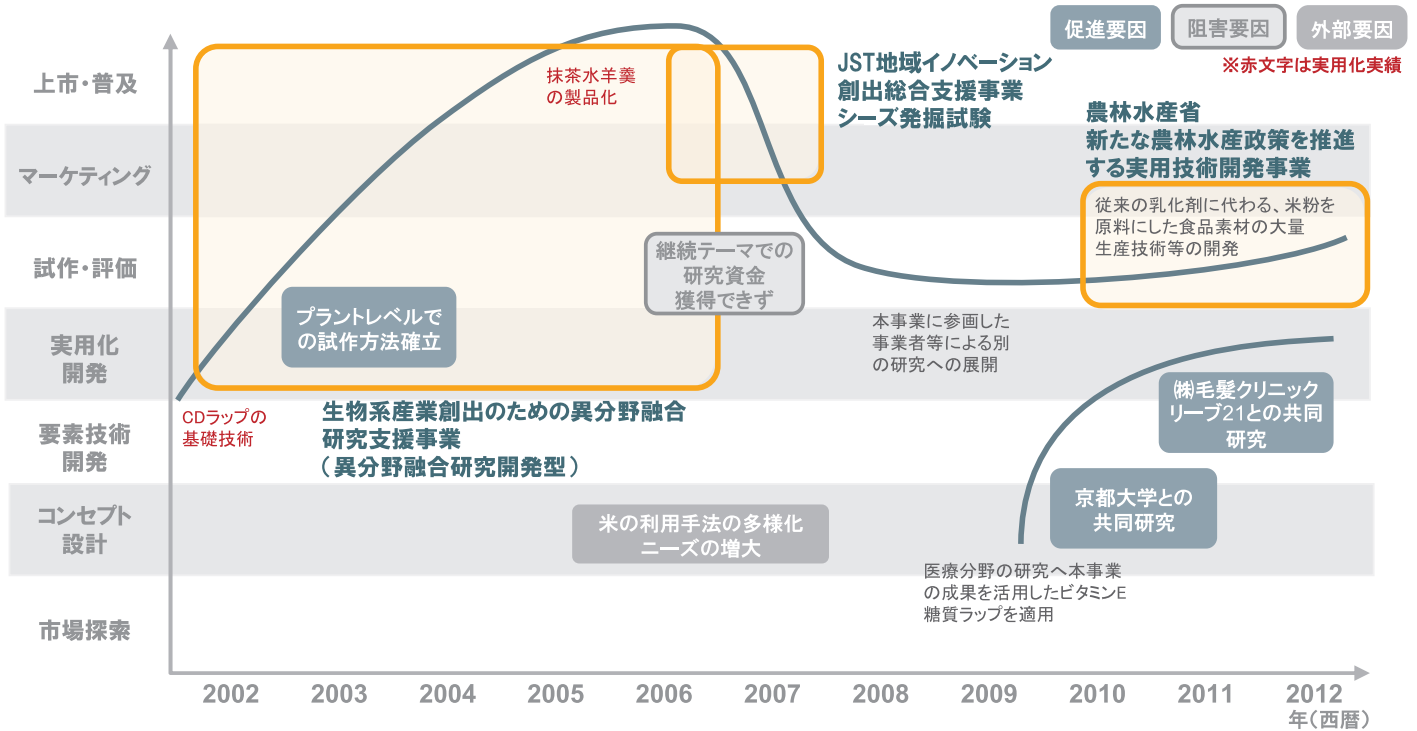 促進要因
阻害要因
外部要因
※赤文字は実用化実績
上市・普及
マーケティング
試作・評価
実用化
開発
要素技術
開発
コンセプト
設計
市場探索
抹茶水羊羹
の製品化
JST地域イノベーション
創出総合支援事業
シーズ発掘試験
農林水産省
新たな農林水産政策を推進
する実用技術開発事業
従来の乳化剤に代わる、米粉を
原料にした食品素材の大量
生産技術等の開発
継続テーマでの
研究資金
獲得できず
プラントレベルで
の試作方法確立
本事業に参画した
事業者等による別
の研究への展開
CDラップの
基礎技術
生物系産業創出のための異分野融合
研究支援事業
（異分野融合研究開発型）
㈱毛髪クリニック
リーブ21との共同
研究
京都大学との
共同研究
米の利用手法の多様化
ニーズの増大
医療分野の研究へ本事業
の成果を活用したビタミンE
糖質ラップを適用
2002
2003
2004
2005
2006
2007
2008
2009
2010
2011
2012
年（西暦）